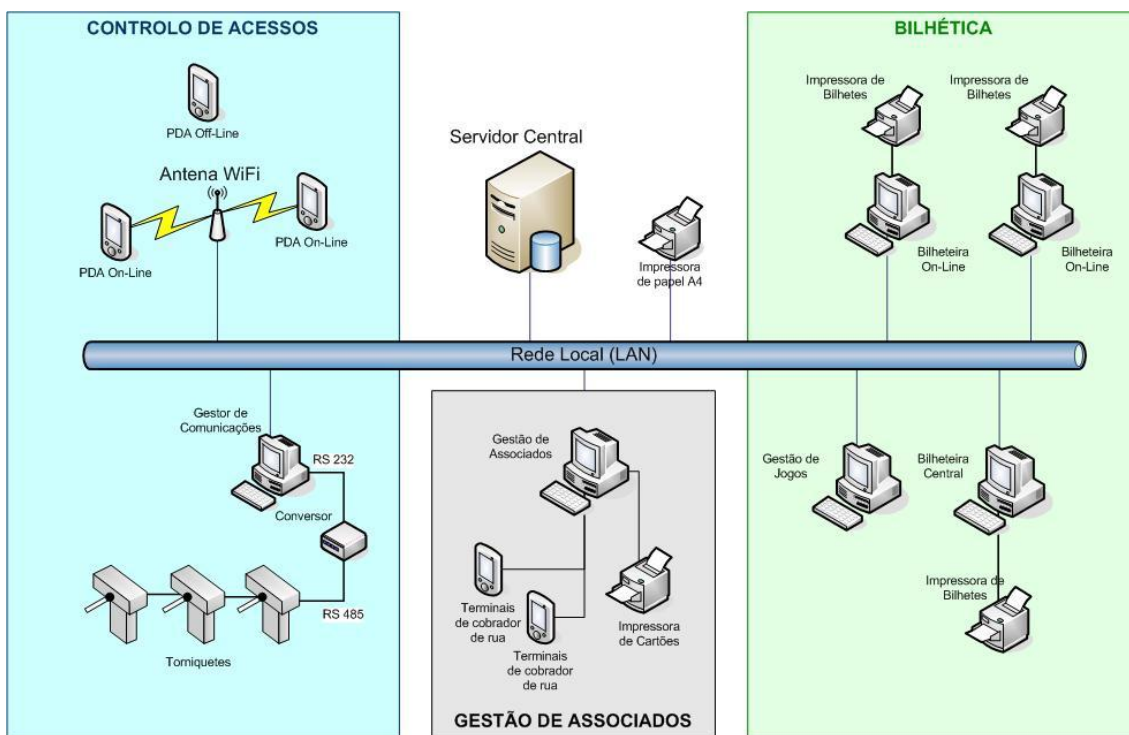 CONTROLO DE ACESSOS
PDA Off-Line
Antena WiFi
PDA On-Line
PDA On-Line
Servidor Central
Impressora
de papel A4
BILHÉTICA
Impressora de
Bilhetes
Impressora de
Bilhetes
Bilheteira
On-Line
Bilheteira
On-Line
Rede Local (LAN)
Gestor de
Comunicações
RS 232
Conversor
RS 485
Torniquetes
Gestão de
Associados
Terminais
de cobrador
de rua
Terminais
de cobrador
de rua
Impressora
de Cartões
GESTÃO DE ASSOCIADOS
Gestão de
Jogos
Bilheteira
Central
Impressora de
Bilhetes